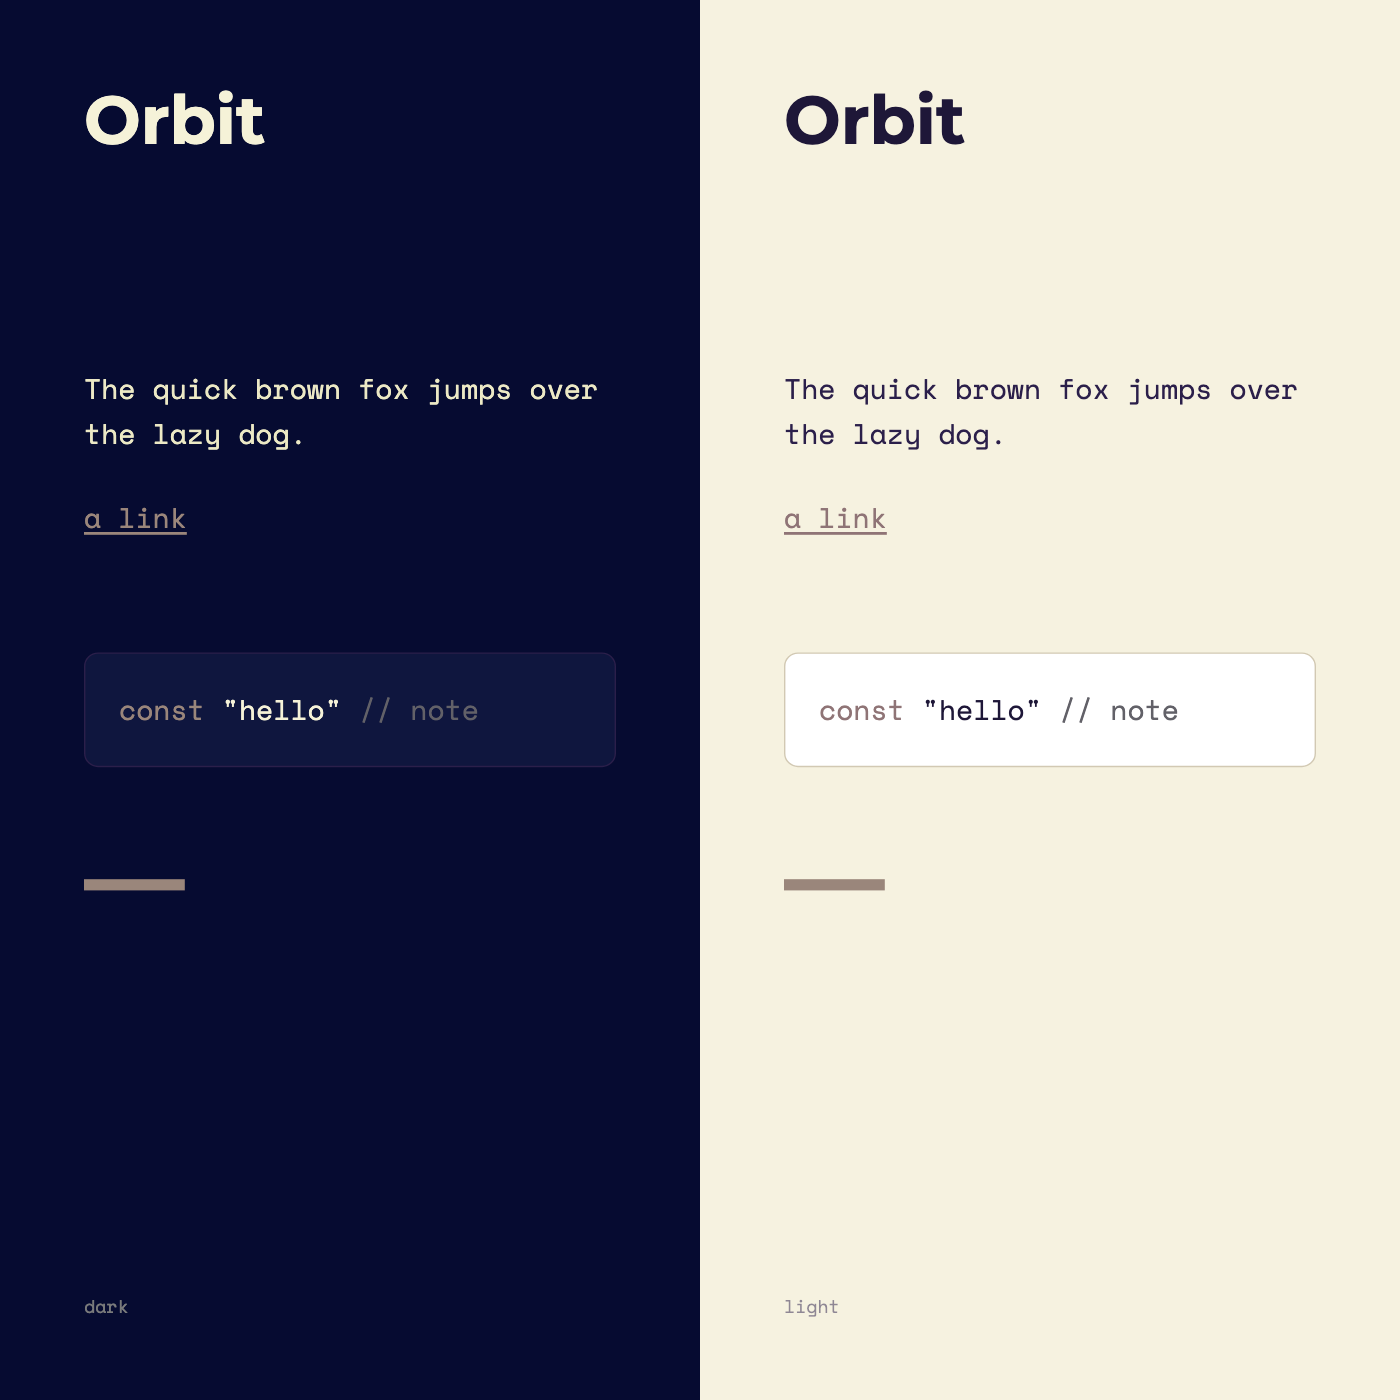 Orbit
The quick brown fox jumps over
the lazy dog.
a link
const "hello" // note
dark
Orbit
The quick brown fox jumps over
the lazy dog.
a link
const "hello" // note
light